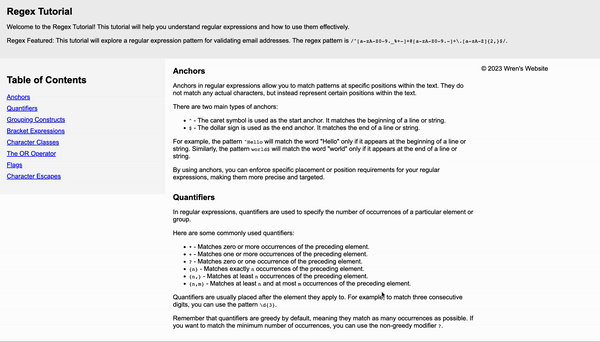 Regex Tutorial
Welcome to the Regex Tutorial! This tutorial will help you understand regular expressions and how to use them effectively.
Regex Featured: This tutorial will explore a regular expression pattern for validating email addresses. The regex pattern is /^[a-zA-Z0-9._%+-]+@[a-zA-Z0-9.-]+\.[a-zA-Z]{2,}$/.
Table of Contents
Anchors
Quantifiers
Grouping Constructs
Bracket Expressions
Character Classes
The OR Operator
Flags
Character Escapes
Anchors
Anchors in regular expressions allow you to match patterns at specific positions within the text. They do
not match any actual characters, but instead represent certain positions within the text.
There are two main types of anchors:
^ - The caret symbol is used as the start anchor. It matches the beginning of a line or string.
$ - The dollar sign is used as the end anchor. It matches the end of a line or string.
For example, the pattern ^Hello will match the word "Hello" only if it appears at the beginning of a line or
string. Similarly, the pattern world$ will match the word "world" only if it appears at the end of a line or
string.
By using anchors, you can enforce specific placement or position requirements for your regular
expressions, making them more precise and targeted.
Quantifiers
In regular expressions, quantifiers are used to specify the number of occurrences of a particular element or
group.
Here are some commonly used quantifiers:
* - Matches zero or more occurrences of the preceding element.
+ - Matches one or more occurrences of the preceding element.
? - Matches zero or one occurrence of the preceding element.
{n} - Matches exactly n occurrences of the preceding element.
{n,} - Matches at least n occurrences of the preceding element.
{n,m} - Matches at least n and at most m occurrences of the preceding element.
Quantifiers are usually placed after the element they apply to. For example, to match three consecutive
digits, you can use the pattern \d{3}.
Remember that quantifiers are greedy by default, meaning they match as many occurrences as possible. If
you want to match the minimum number of occurrences, you can use the non-greedy modifier ?.
© 2023 Wren's Website